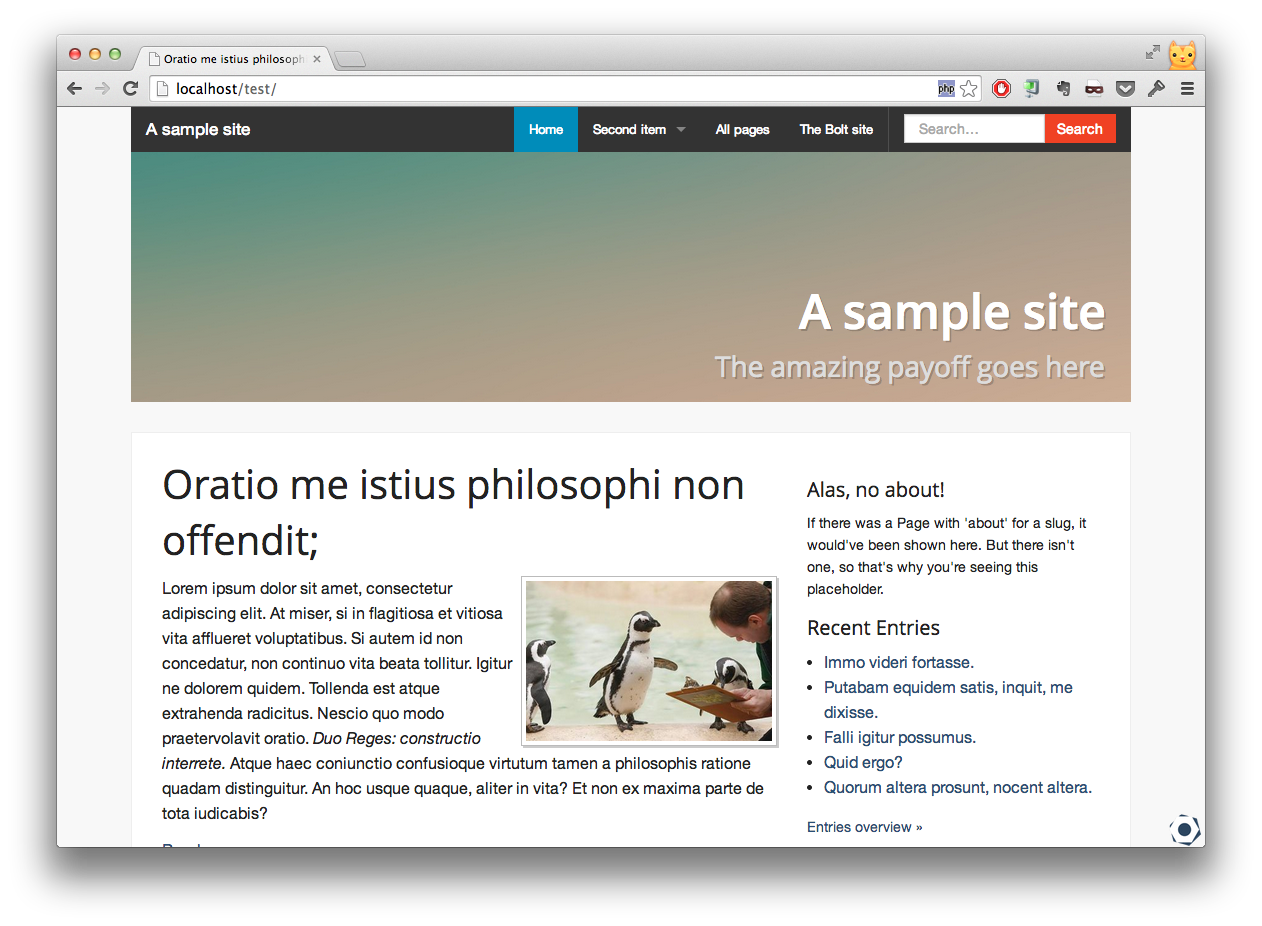 Oratio me istius philosoph
localhost/test/
php
A sample site
Home
Second item
All pages
The Bolt site
Search...
Search
A sample site
The amazing payoff goes here
Oratio me istius philosophi non
offendit;
Lorem ipsum dolor sit amet, consectetur
adipiscing elit. At miser, si in flagitiosa et vitiosa
vita afflueret voluptatibus. Si autem id non
concedatur, non continuo vita beata tollitur. Igitur
ne dolorem quidem. Tollenda est atque
extrahenda radicitus. Nescio quo modo
praetervolavit oratio. Duo Reges: constructio
interrete. Atque haec coniunctio confusioque virtutum tamen a philosophis ratione
quadam distinguitur. An hoc usque quaque, aliter in vita? Et non ex maxima parte de
tota iudicabis?
Alas, no about!
If there was a Page with 'about' for a slug, it
would've been shown here. But there isn't
one, so that's why you're seeing this
placeholder.
Recent Entries
Immo videri fortasse.
Putabam equidem satis, inquit, me
dixisse.
Falli igitur possumus.
Quid ergo?
Quorum altera prosunt, nocent altera.
Entries overview »